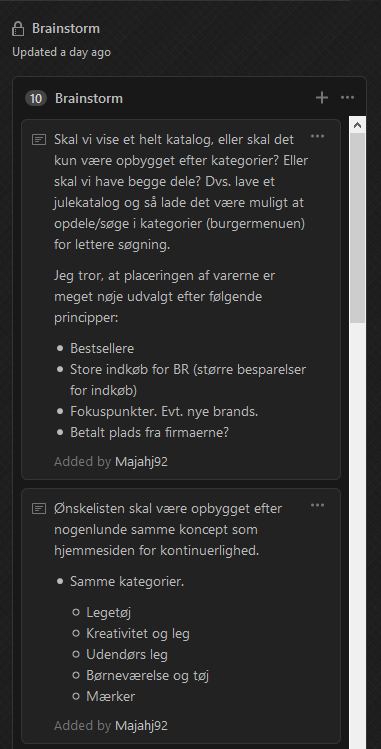 Brainstorm
Updated a day ago
10 Brainstorm
Skal vi vise et helt katalog, eller skal det
kun være opbygget efter kategorier? Eller
skal vi have begge dele? Dvs. lave et
julekatalog og så lade det være muligt at
opdele/søge i kategorier (burgermenuen)
for lettere søgning.
Jeg tror, at placeringen af varerne er
meget nøje udvalgt efter følgende
principper:
Bestsellere
Store indkøb for BR (større besparelser
for indkøb)
Fokuspunkter. Evt. nye brands.
Betalt plads fra firmaerne?
Added by Majahj92
Ønskelisten skal være opbygget efter
nogenlunde samme koncept som
hjemmesiden for kontinuerlighed.
Samme kategorier.
Legetøj
Kreativitet og leg
Udendørs leg
Børneværelse og tøj
Mærker
Added by Majahj92